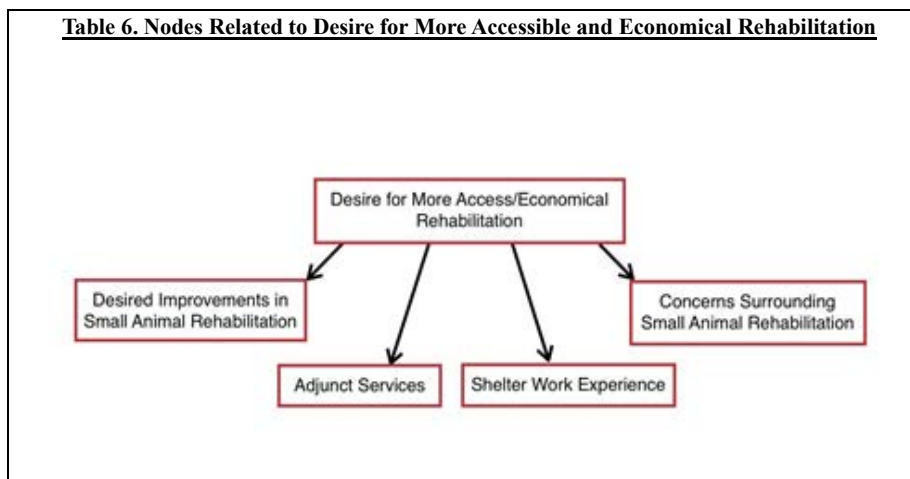 Table 6. Nodes Related to Desire for More Accessible and Economical Rehabilitation
Desire for More Access/Economical
Rehabilitation
Desired Improvements in
Small Animal Rehabilitation
Concerns Surrounding
Small Animal Rehabilitation
Adjunct Services
Shelter Work Experience